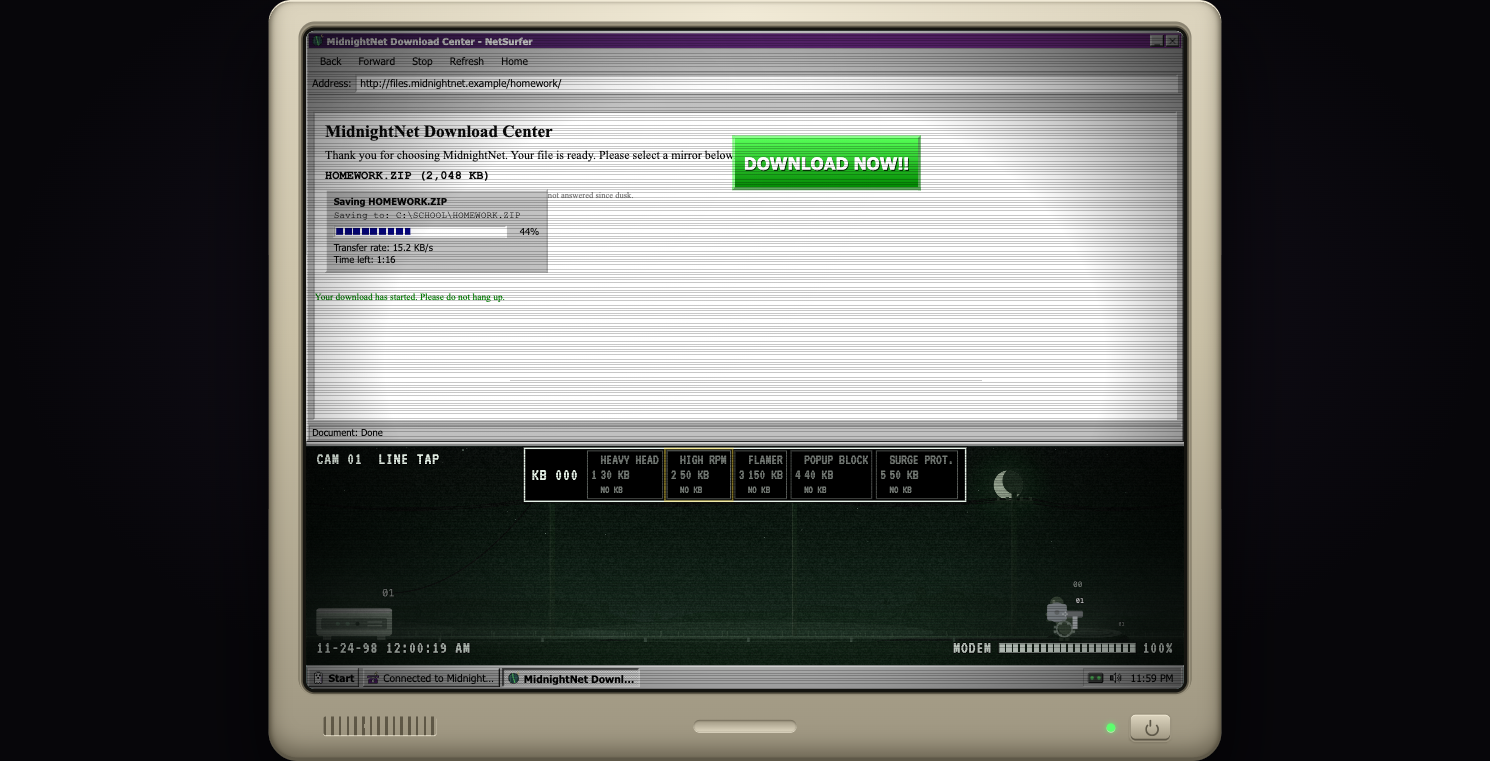 MidnightNet Download Center - NetSurfer
Back Forward Stop Refresh Home
Address: http://files.midnightnet.example/homework/
MidnightNet Download Center
Thank you for choosing MidnightNet. Your file is ready. Please select a mirror below
DOWNLOAD NOW!!
HOMEWORK.ZIP (2,048 KB)
not answered since dusk.
Saving HOMEWORK.ZIP
Saving to: C:\SCHOOL\HOMEWORK.ZIP
44%
Transfer rate: 15.2 KB/s
Time left: 1:16
Your download has started. Please do not hang up.
Document: Done
CAM 01 LINE TAP
KB 000
HEAVY HEAD
1 30 KB
NO KB
HIGH RPM
2 50 KB
NO KB
FLAMER
3 150 KB
NO KB
POPUP BLOCK
4 40 KB
NO KB
SURGE PROT.
5 50 KB
NO KB
00
01
01
11-24-98 12:00:19 AM
MODEM 100%
Start Connected to Midnight... MidnightNet Downl... 11:59 PM